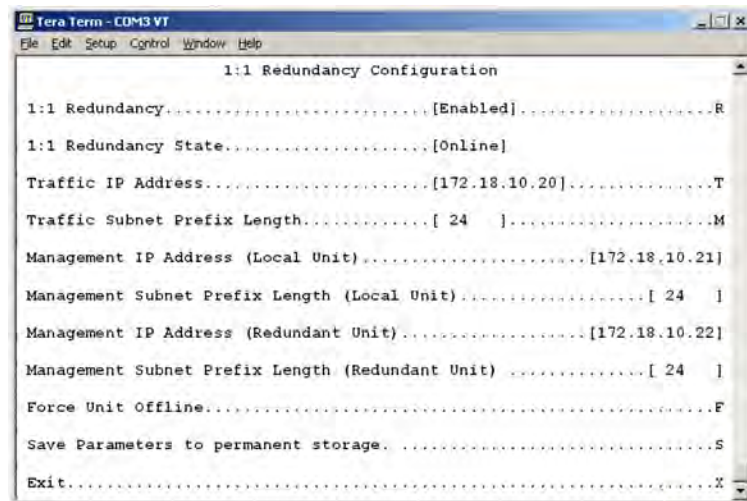 Tera Term - COM3 VT
File Edit Setup Control Window Help
1:1 Redundancy Configuration
1:1 Redundancy...........................[Enabled]....................R
1:1 Redundancy State.....................[Online]
Traffic IP Address.......................[172.18.10.20]...............T
Traffic Subnet Prefix Length.............[ 24   ].....................M
Management IP Address (Local Unit).......................[172.18.10.21]
Management Subnet Prefix Length (Local Unit)...................[ 24   ]
Management IP Address (Redundant Unit)...................[172.18.10.22]
Management Subnet Prefix Length (Redundant Unit) ..............[ 24   ]
Force Unit Offline....................................................F
Save Parameters to permanent storage. ................................S
Exit..................................................................X